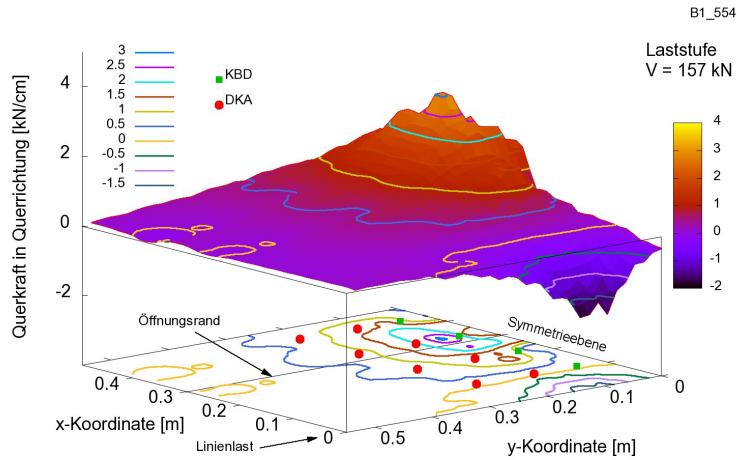 B1_554
Laststufe
V = 157 kN
Querkraft in Querrichtung [kN/cm]
4
2
0
-2
3
2.5
2
1.5
1
0.5
0
-0.5
-1
-1.5
KBD
DKA
4
3
2
1
0
-1
-2
Öffnungsrand
Symmetrieebene
0.4
0.3
0.2
0.1
0
x-Koordinate [m]
Linienlast
0.5
0.4
0.3
0.2
0.1
0
y-Koordinate [m]